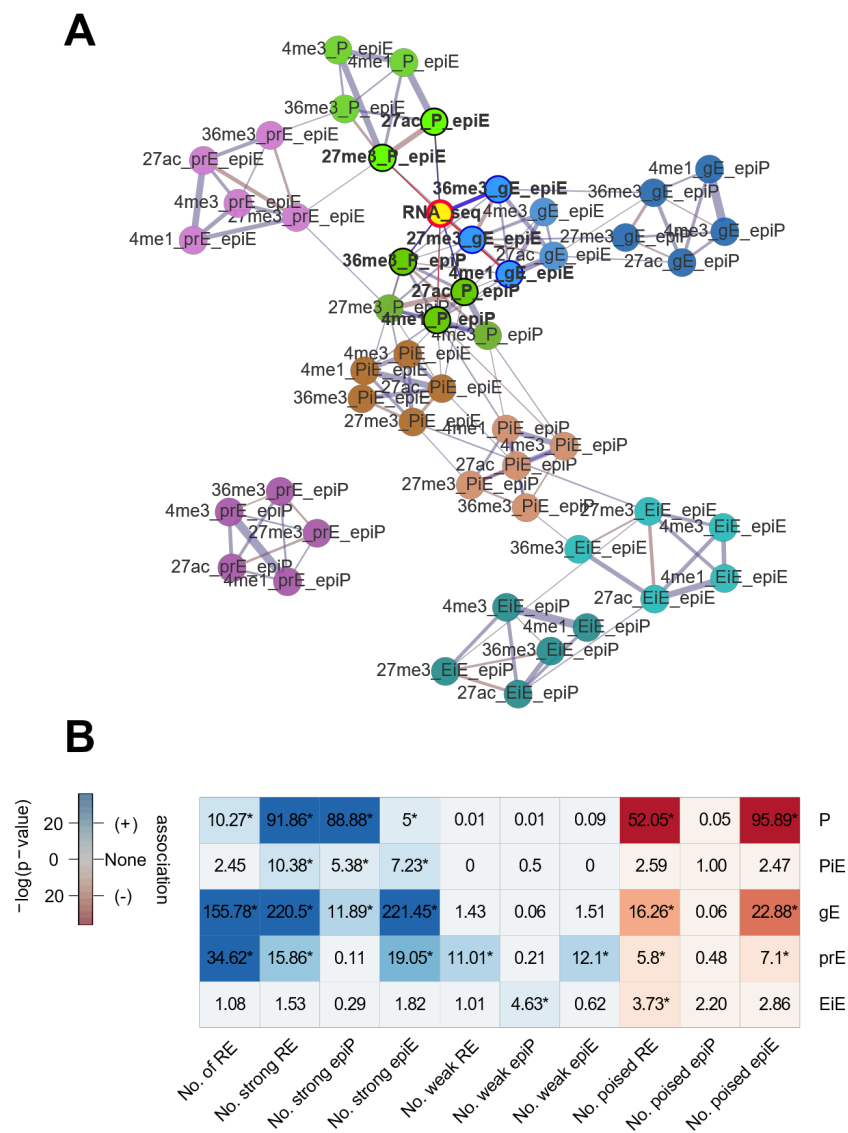 A
4me3_P_epiE
4me1_P_epiE
36me3_P_epiE
27ac_P_epiE
36me3_prE_epiE
27me3_P_epiE
27ac_prE_epiE
4me1_gE_epiP
36me3_gE_epiE
36me3_gE_epiP
4me3_prE_epiE
RNA_seq
4me3_gE_epiE
27me3_prE_epiE
4me1_prE_epiE
27me3_gE_epiE
27me3_gE_epiP
4me3_gE_epiP
27ac_gE_epiE
36me3_P_epiP
27ac_gE_epiP
4me1_gE_epiE
27ac_P_epiP
27me3_P_epiP
4me1_P_epiP
4me3_P_epiP
4me3_PiE_epiE
4me1_PiE_epiE
27ac_PiE_epiE
36me3_PiE_epiE
27me3_PiE_epiE
4me1_PiE_epiP
4me3_PiE_epiP
27ac_PiE_epiP
27me3_PiE_epiP
36me3_prE_epiP
36me3_PiE_epiP
4me3_prE_epiP
27me3_EiE_epiE
27me3_prE_epiP
4me3_EiE_epiE
36me3_EiE_epiE
27ac_prE_epiP
4me1_prE_epiP
4me1_EiE_epiE
27ac_EiE_epiE
4me3_EiE_epiP
4me1_EiE_epiP
36me3_EiE_epiP
27me3_EiE_epiP
27ac_EiE_epiP
B
−log(p−value)
20
0
20
(+)
None
(-)
association
10.27* 91.86* 88.88* 5* 0.01 0.01 0.09 52.05* 0.05 95.89* P
2.45 10.38* 5.38* 7.23* 0 0.5 0 2.59 1.00 2.47 PiE
155.78* 220.5* 11.89* 221.45* 1.43 0.06 1.51 16.26* 0.06 22.88* gE
34.62* 15.86* 0.11 19.05* 11.01* 0.21 12.1* 5.8* 0.48 7.1* prE
1.08 1.53 0.29 1.82 1.01 4.63* 0.62 3.73* 2.20 2.86 EiE
No. of RE
No. strong RE
No. strong epiP
No. strong epiE
No. weak RE
No. weak epiP
No. weak epiE
No. poised RE
No. poised epiP
No. poised epiE